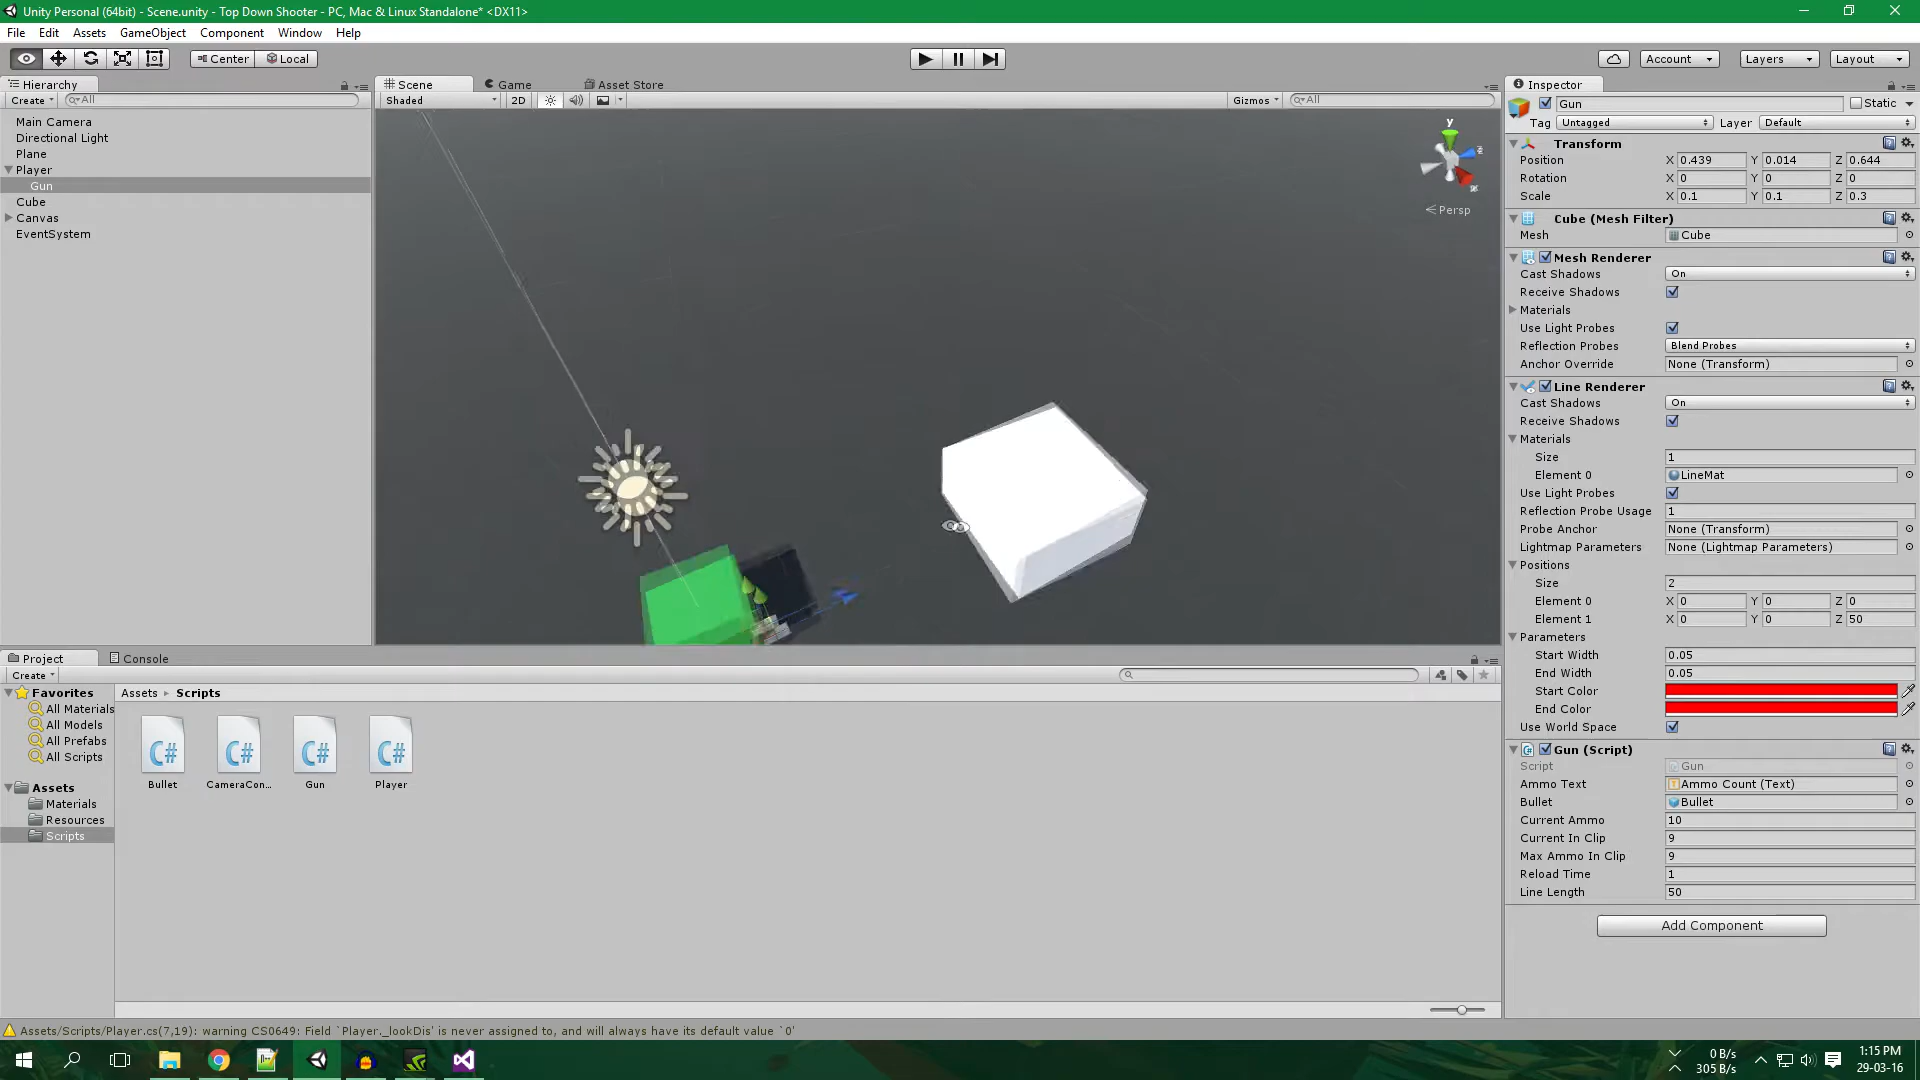 Unity Personal (64bit) - Scene.unity - Top Down Shooter - PC, Mac & Linux Standalone* <DX11>
File Edit Assets GameObject Component Window Help
Center Local Account Layers Layout
Hierarchy
Create All
Main Camera
Directional Light
Plane
Player
Gun
Cube
Canvas
EventSystem
Scene Game Asset Store
Shaded 2D Gizmos All
y
z
x
Persp
Inspector
Gun Static
Tag Untagged Layer Default
Transform
Position X 0.439 Y 0.014 Z 0.644
Rotation X 0 Y 0 Z 0
Scale X 0.1 Y 0.1 Z 0.3
Cube (Mesh Filter)
Mesh Cube
Mesh Renderer
Cast Shadows On
Receive Shadows
Materials
Use Light Probes
Reflection Probes Blend Probes
Anchor Override None (Transform)
Line Renderer
Cast Shadows On
Receive Shadows
Materials
Size 1
Element 0 LineMat
Use Light Probes
Reflection Probe Usage 1
Probe Anchor None (Transform)
Lightmap Parameters None (Lightmap Parameters)
Positions
Size 2
Element 0 X 0 Y 0 Z 0
Element 1 X 0 Y 0 Z 50
Parameters
Start Width 0.05
End Width 0.05
Start Color
End Color
Use World Space
Gun (Script)
Script Gun
Ammo Text Ammo Count (Text)
Bullet Bullet
Current Ammo 10
Current In Clip 9
Max Ammo In Clip 9
Reload Time 1
Line Length 50
Add Component
Project Console
Create
Favorites
All Materials
All Models
All Prefabs
All Scripts
Assets
Materials
Resources
Scripts
Assets Scripts
C# C# C# C#
Bullet CameraCon... Gun Player
Assets/Scripts/Player.cs(7,19): warning CS0649: Field `Player._lookDis' is never assigned to, and will always have its default value `0'
0 B/s
305 B/s
1:15 PM
29-03-16